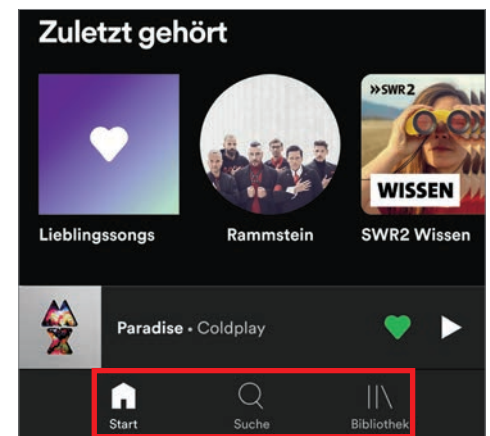 Zuletzt gehört
»SWR2
WISSEN
Lieblingssongs Rammstein SWR2 Wissen
Paradise • Coldplay
Start Suche Bibliothek